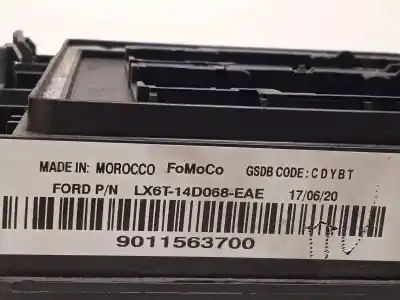 MADE IN: MOROCCO FoMoCo GSDB CODE: CDYBT
FORD P/N LX6T-14D068-EAE 17/06/20
9011563700